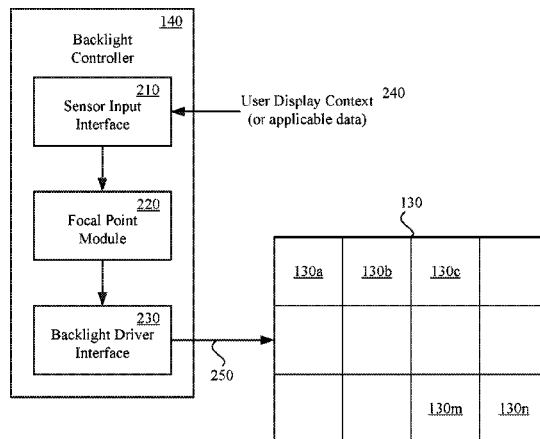 140
Backlight
Controller
210
Sensor Input
Interface
User Display Context 240
(or applicable data)
220
Focal Point
Module
130
130a 130b 130c
230
Backlight Driver
Interface
250
130m 130n